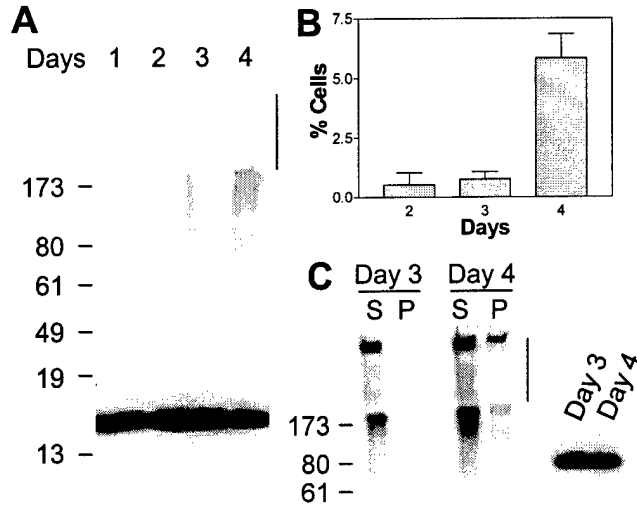 A
Days 1 2 3 4
173
80
61
49
19
13
B
% Cells
7.5
5.0
2.5
0.0
2 3 4
Days
C
Day 3 Day 4
S P S P
173
80
61
Day 3
Day 4